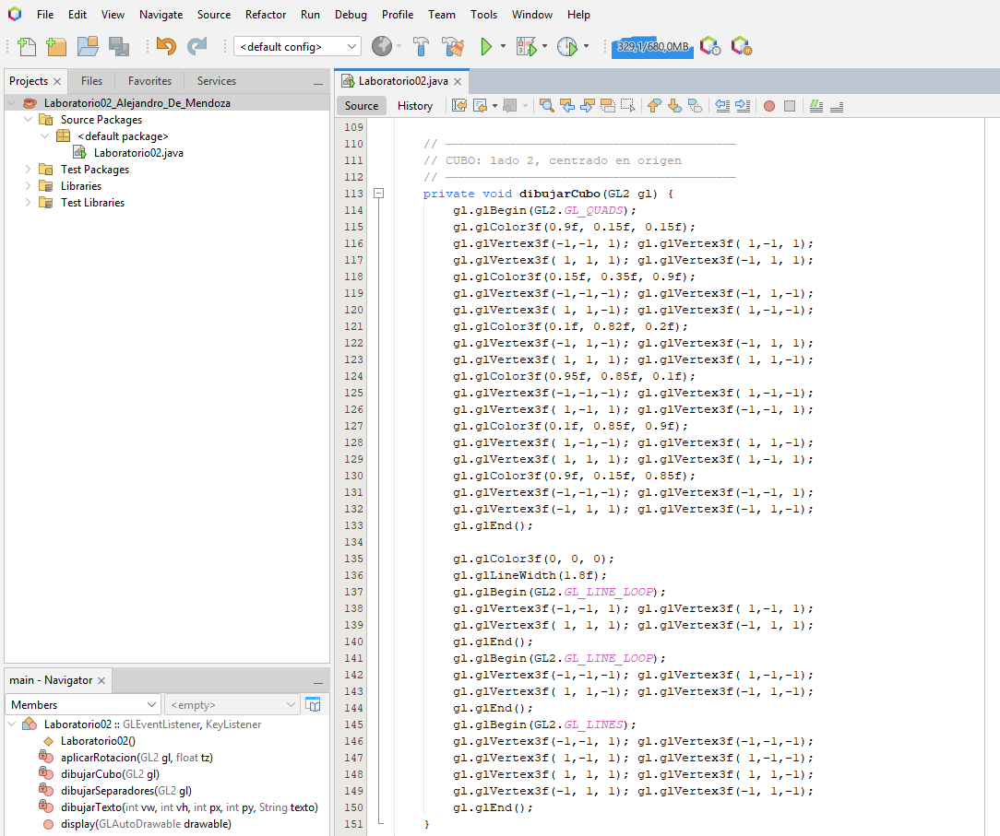 File Edit View Navigate Source Refactor Run Debug Profile Team Tools Window Help
<default config>
329,1/680,0MB
Projects Files Favorites Services
Laboratorio02_Alejandro_De_Mendoza
Source Packages
<default package>
Laboratorio02.java
Test Packages
Libraries
Test Libraries
main - Navigator
Members <empty>
Laboratorio02 :: GLEventListener, KeyListener
Laboratorio02()
aplicarRotacion(GL2 gl, float tz)
dibujarCubo(GL2 gl)
dibujarSeparadores(GL2 gl)
dibujarTexto(int vw, int vh, int px, int py, String texto)
display(GLAutoDrawable drawable)
Laboratorio02.java
Source History
109
110 // ────────────────────────────────────────
111 // CUBO: lado 2, centrado en origen
112 // ────────────────────────────────────────
113 private void dibujarCubo(GL2 gl) {
114 gl.glBegin(GL2.GL_QUADS);
115 gl.glColor3f(0.9f, 0.15f, 0.15f);
116 gl.glVertex3f(-1,-1, 1); gl.glVertex3f( 1,-1, 1);
117 gl.glVertex3f( 1, 1, 1); gl.glVertex3f(-1, 1, 1);
118 gl.glColor3f(0.15f, 0.35f, 0.9f);
119 gl.glVertex3f(-1,-1,-1); gl.glVertex3f(-1, 1,-1);
120 gl.glVertex3f( 1, 1,-1); gl.glVertex3f( 1,-1,-1);
121 gl.glColor3f(0.1f, 0.82f, 0.2f);
122 gl.glVertex3f(-1, 1,-1); gl.glVertex3f(-1, 1, 1);
123 gl.glVertex3f( 1, 1, 1); gl.glVertex3f( 1, 1,-1);
124 gl.glColor3f(0.95f, 0.85f, 0.1f);
125 gl.glVertex3f(-1,-1,-1); gl.glVertex3f( 1,-1,-1);
126 gl.glVertex3f( 1,-1, 1); gl.glVertex3f(-1,-1, 1);
127 gl.glColor3f(0.1f, 0.85f, 0.9f);
128 gl.glVertex3f( 1,-1,-1); gl.glVertex3f( 1, 1,-1);
129 gl.glVertex3f( 1, 1, 1); gl.glVertex3f( 1,-1, 1);
130 gl.glColor3f(0.9f, 0.15f, 0.85f);
131 gl.glVertex3f(-1,-1,-1); gl.glVertex3f(-1,-1, 1);
132 gl.glVertex3f(-1, 1, 1); gl.glVertex3f(-1, 1,-1);
133 gl.glEnd();
134
135 gl.glColor3f(0, 0, 0);
136 gl.glLineWidth(1.8f);
137 gl.glBegin(GL2.GL_LINE_LOOP);
138 gl.glVertex3f(-1,-1, 1); gl.glVertex3f( 1,-1, 1);
139 gl.glVertex3f( 1, 1, 1); gl.glVertex3f(-1, 1, 1);
140 gl.glEnd();
141 gl.glBegin(GL2.GL_LINE_LOOP);
142 gl.glVertex3f(-1,-1,-1); gl.glVertex3f( 1,-1,-1);
143 gl.glVertex3f( 1, 1,-1); gl.glVertex3f(-1, 1,-1);
144 gl.glEnd();
145 gl.glBegin(GL2.GL_LINES);
146 gl.glVertex3f(-1,-1, 1); gl.glVertex3f(-1,-1,-1);
147 gl.glVertex3f( 1,-1, 1); gl.glVertex3f( 1,-1,-1);
148 gl.glVertex3f( 1, 1, 1); gl.glVertex3f( 1, 1,-1);
149 gl.glVertex3f(-1, 1, 1); gl.glVertex3f(-1, 1,-1);
150 gl.glEnd();
151 }